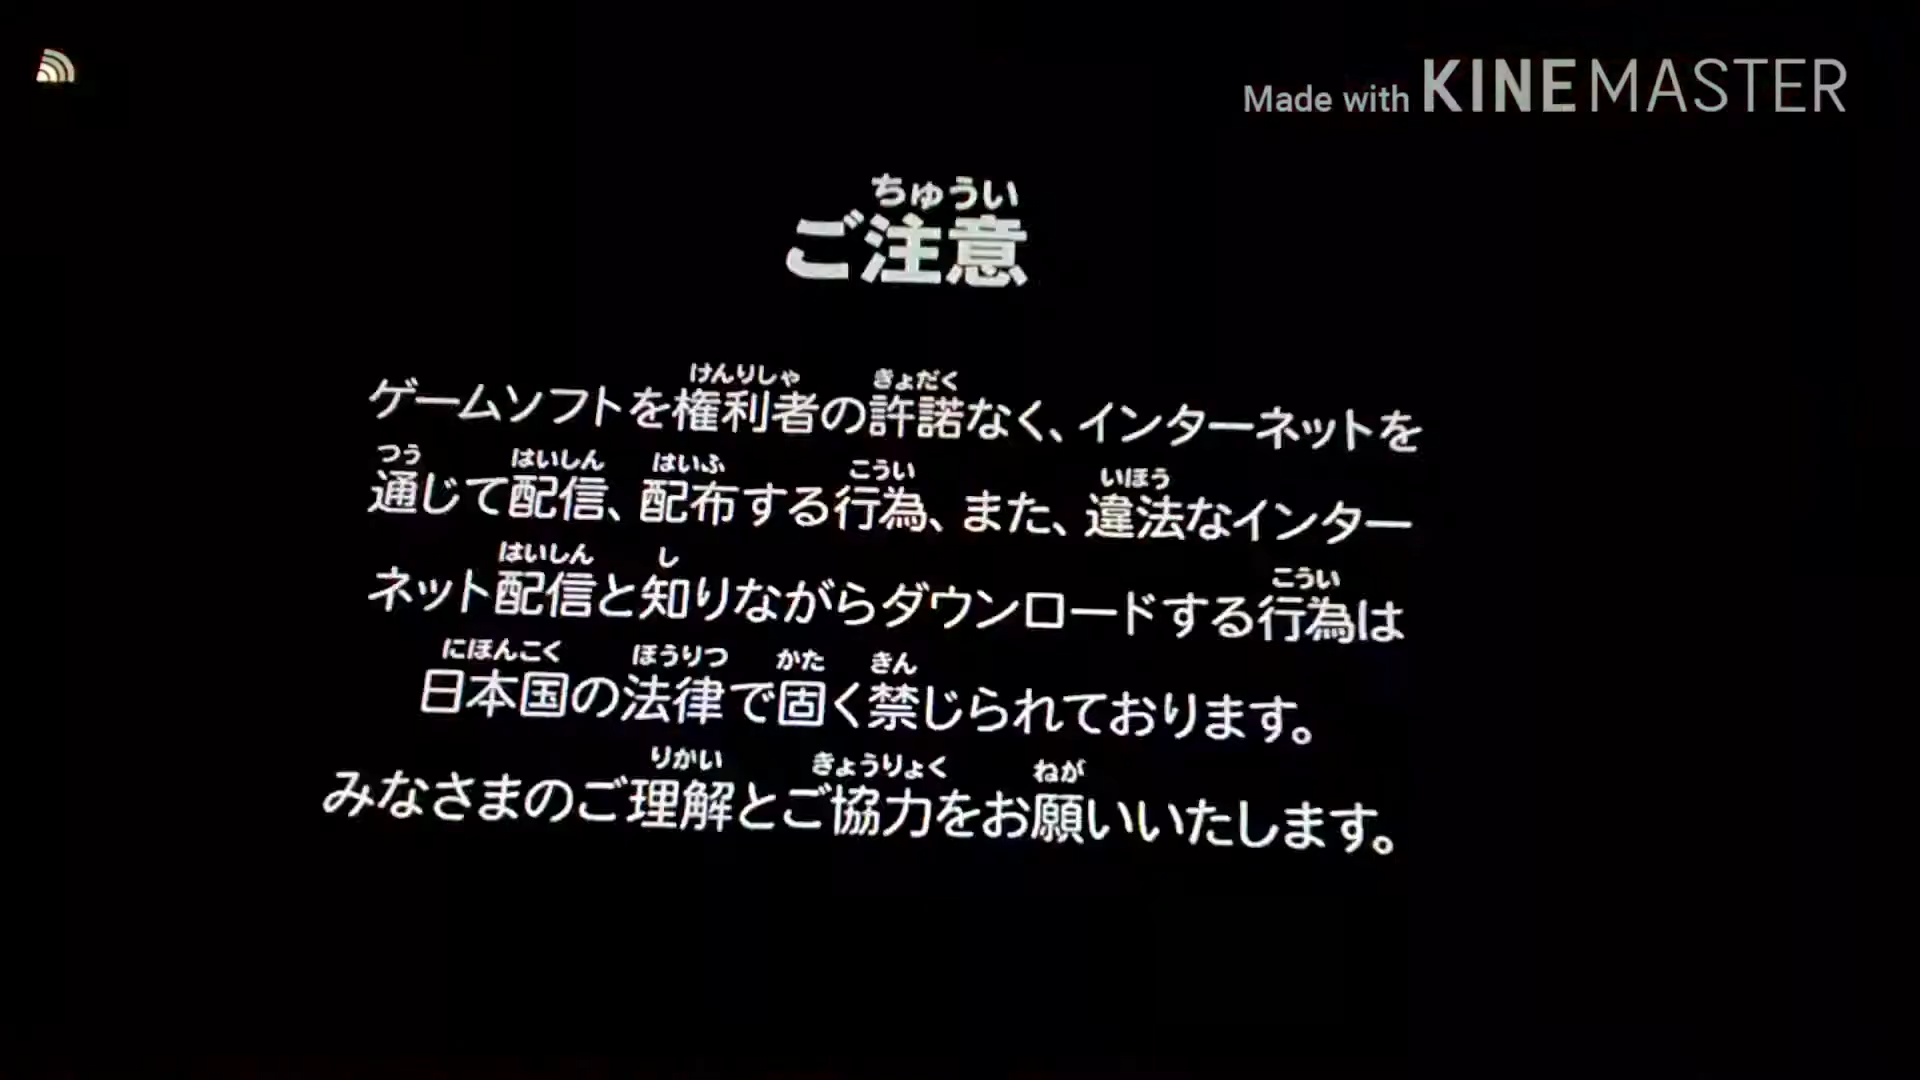 Made with KINEMASTER
ちゅうい
ご注意
けんりしゃ きょだく
ゲームソフトを権利者の許諾なく、インターネットを
つう はいしん はいふ こうい いほう
通じて配信、配布する行為、また、違法なインター
はいしん し こうい
ネット配信と知りながらダウンロードする行為は
にほんこく ほうりつ かた きん
日本国の法律で固く禁じられております。
りかい きょうりょく ねが
みなさまのご理解とご協力をお願いいたします。